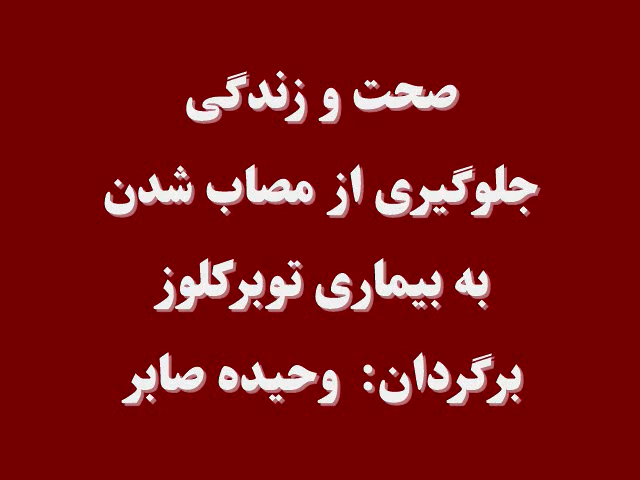 صحت و زندگی
جلوگیری از مصاب شدن
به بیماری توبرکلوز
برگردان: وحیده صابر